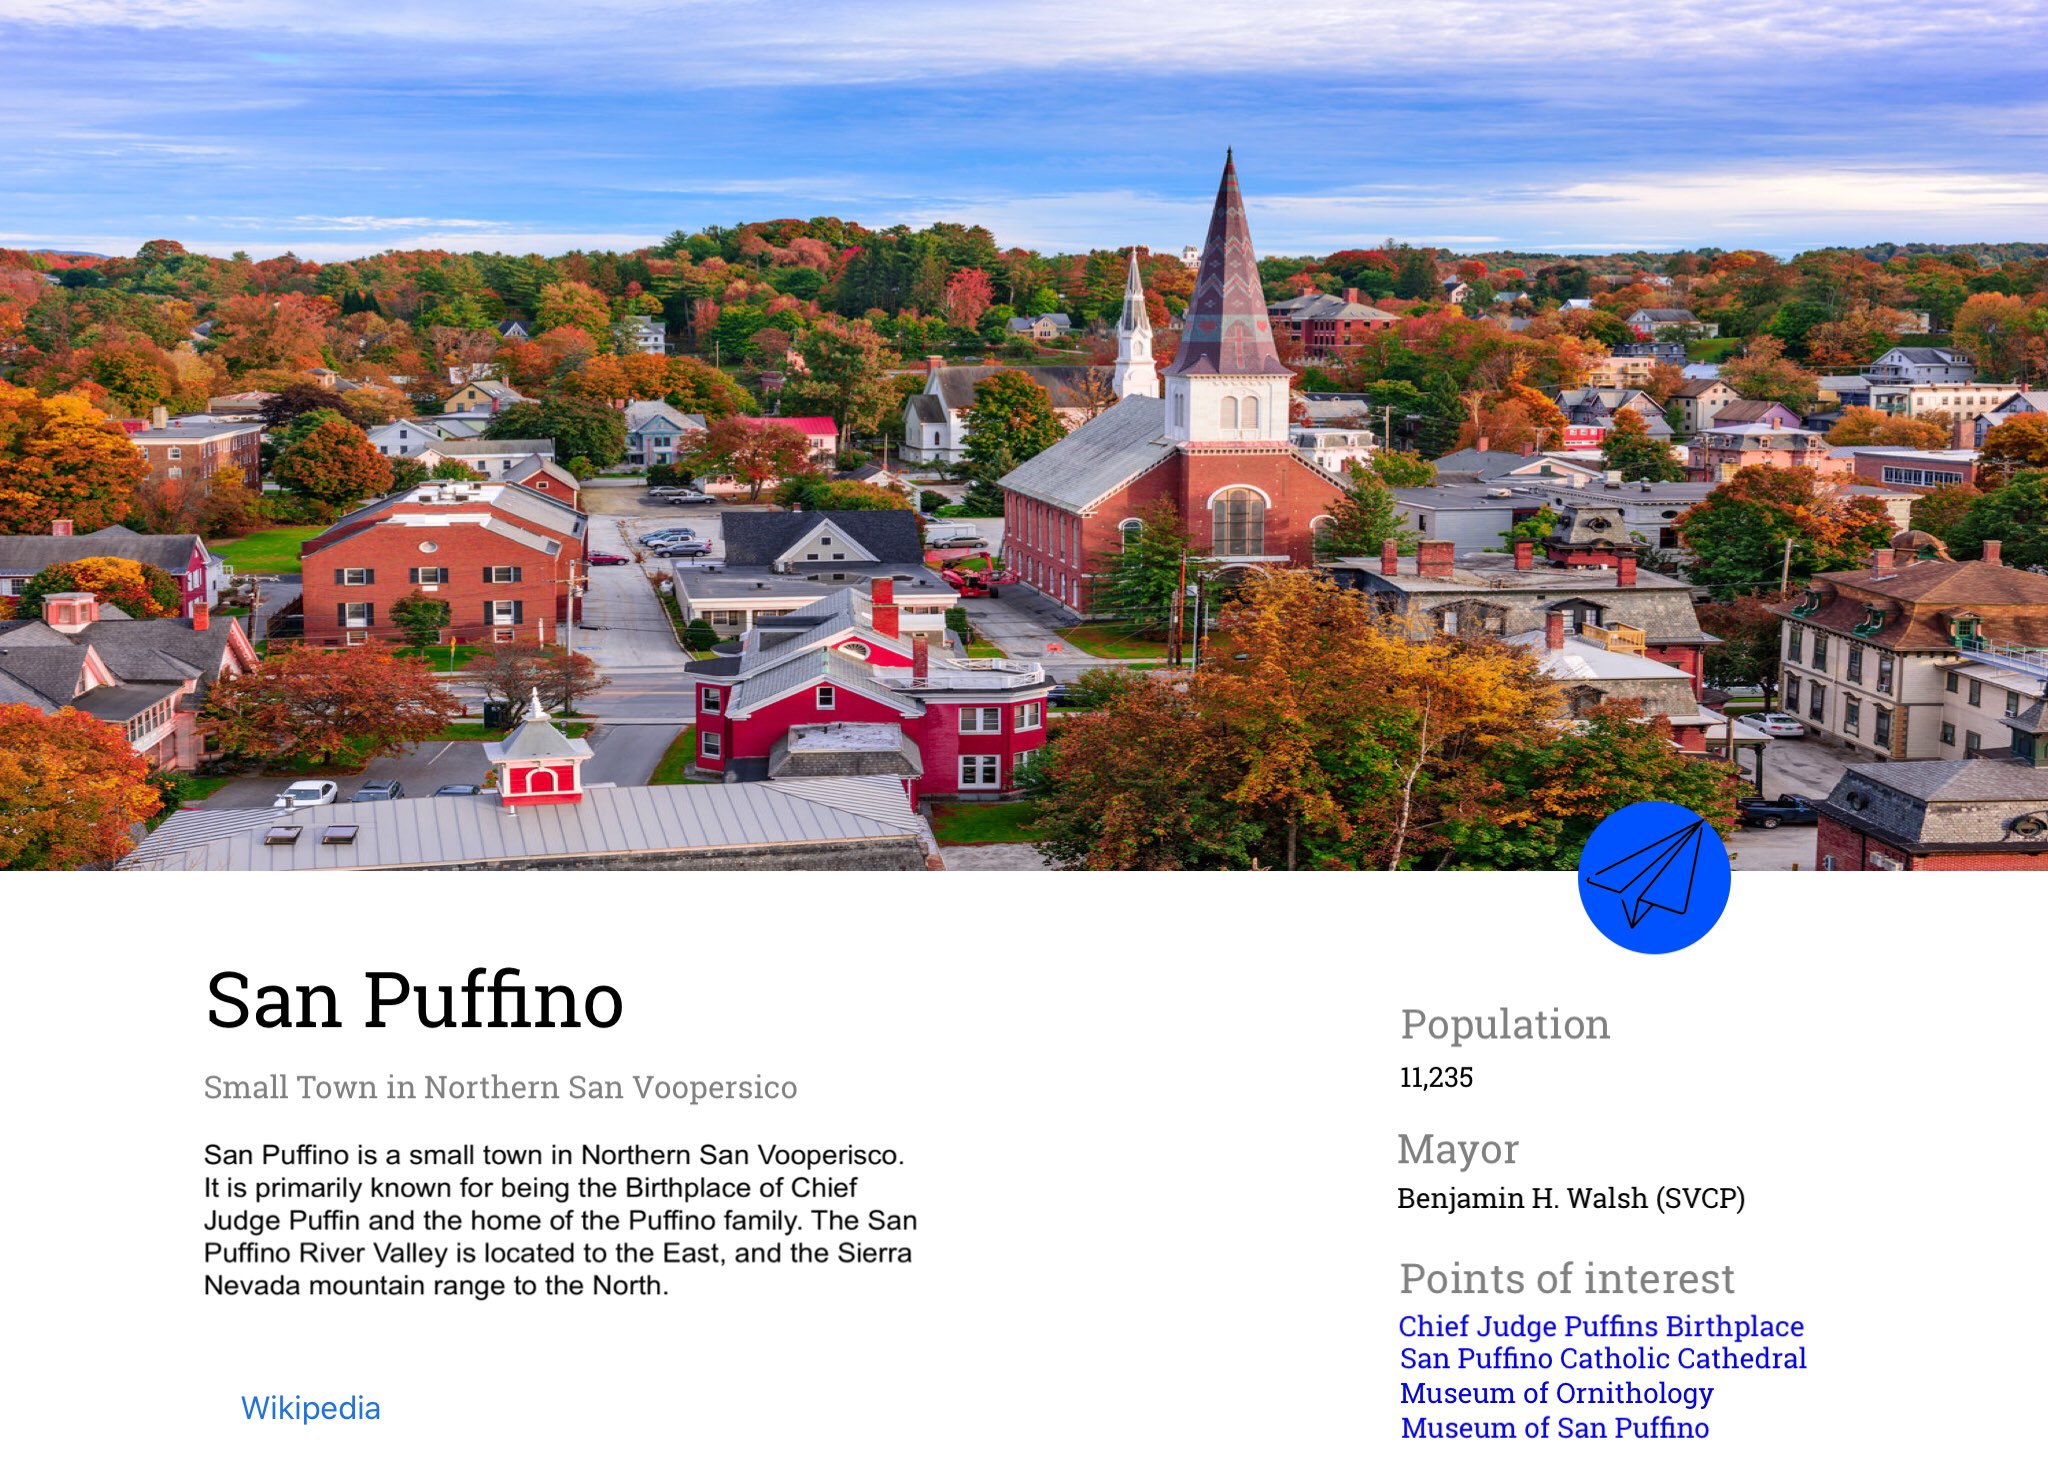 San Puffino
Small Town in Northern San Voopersico
San Puffino is a small town in Northern San Vooperisco.
It is primarily known for being the Birthplace of Chief
Judge Puffin and the home of the Puffino family. The San
Puffino River Valley is located to the East, and the Sierra
Nevada mountain range to the North.
Wikipedia
Population
11,235
Mayor
Benjamin H. Walsh (SVCP)
Points of interest
Chief Judge Puffins Birthplace
San Puffino Catholic Cathedral
Museum of Ornithology
Museum of San Puffino